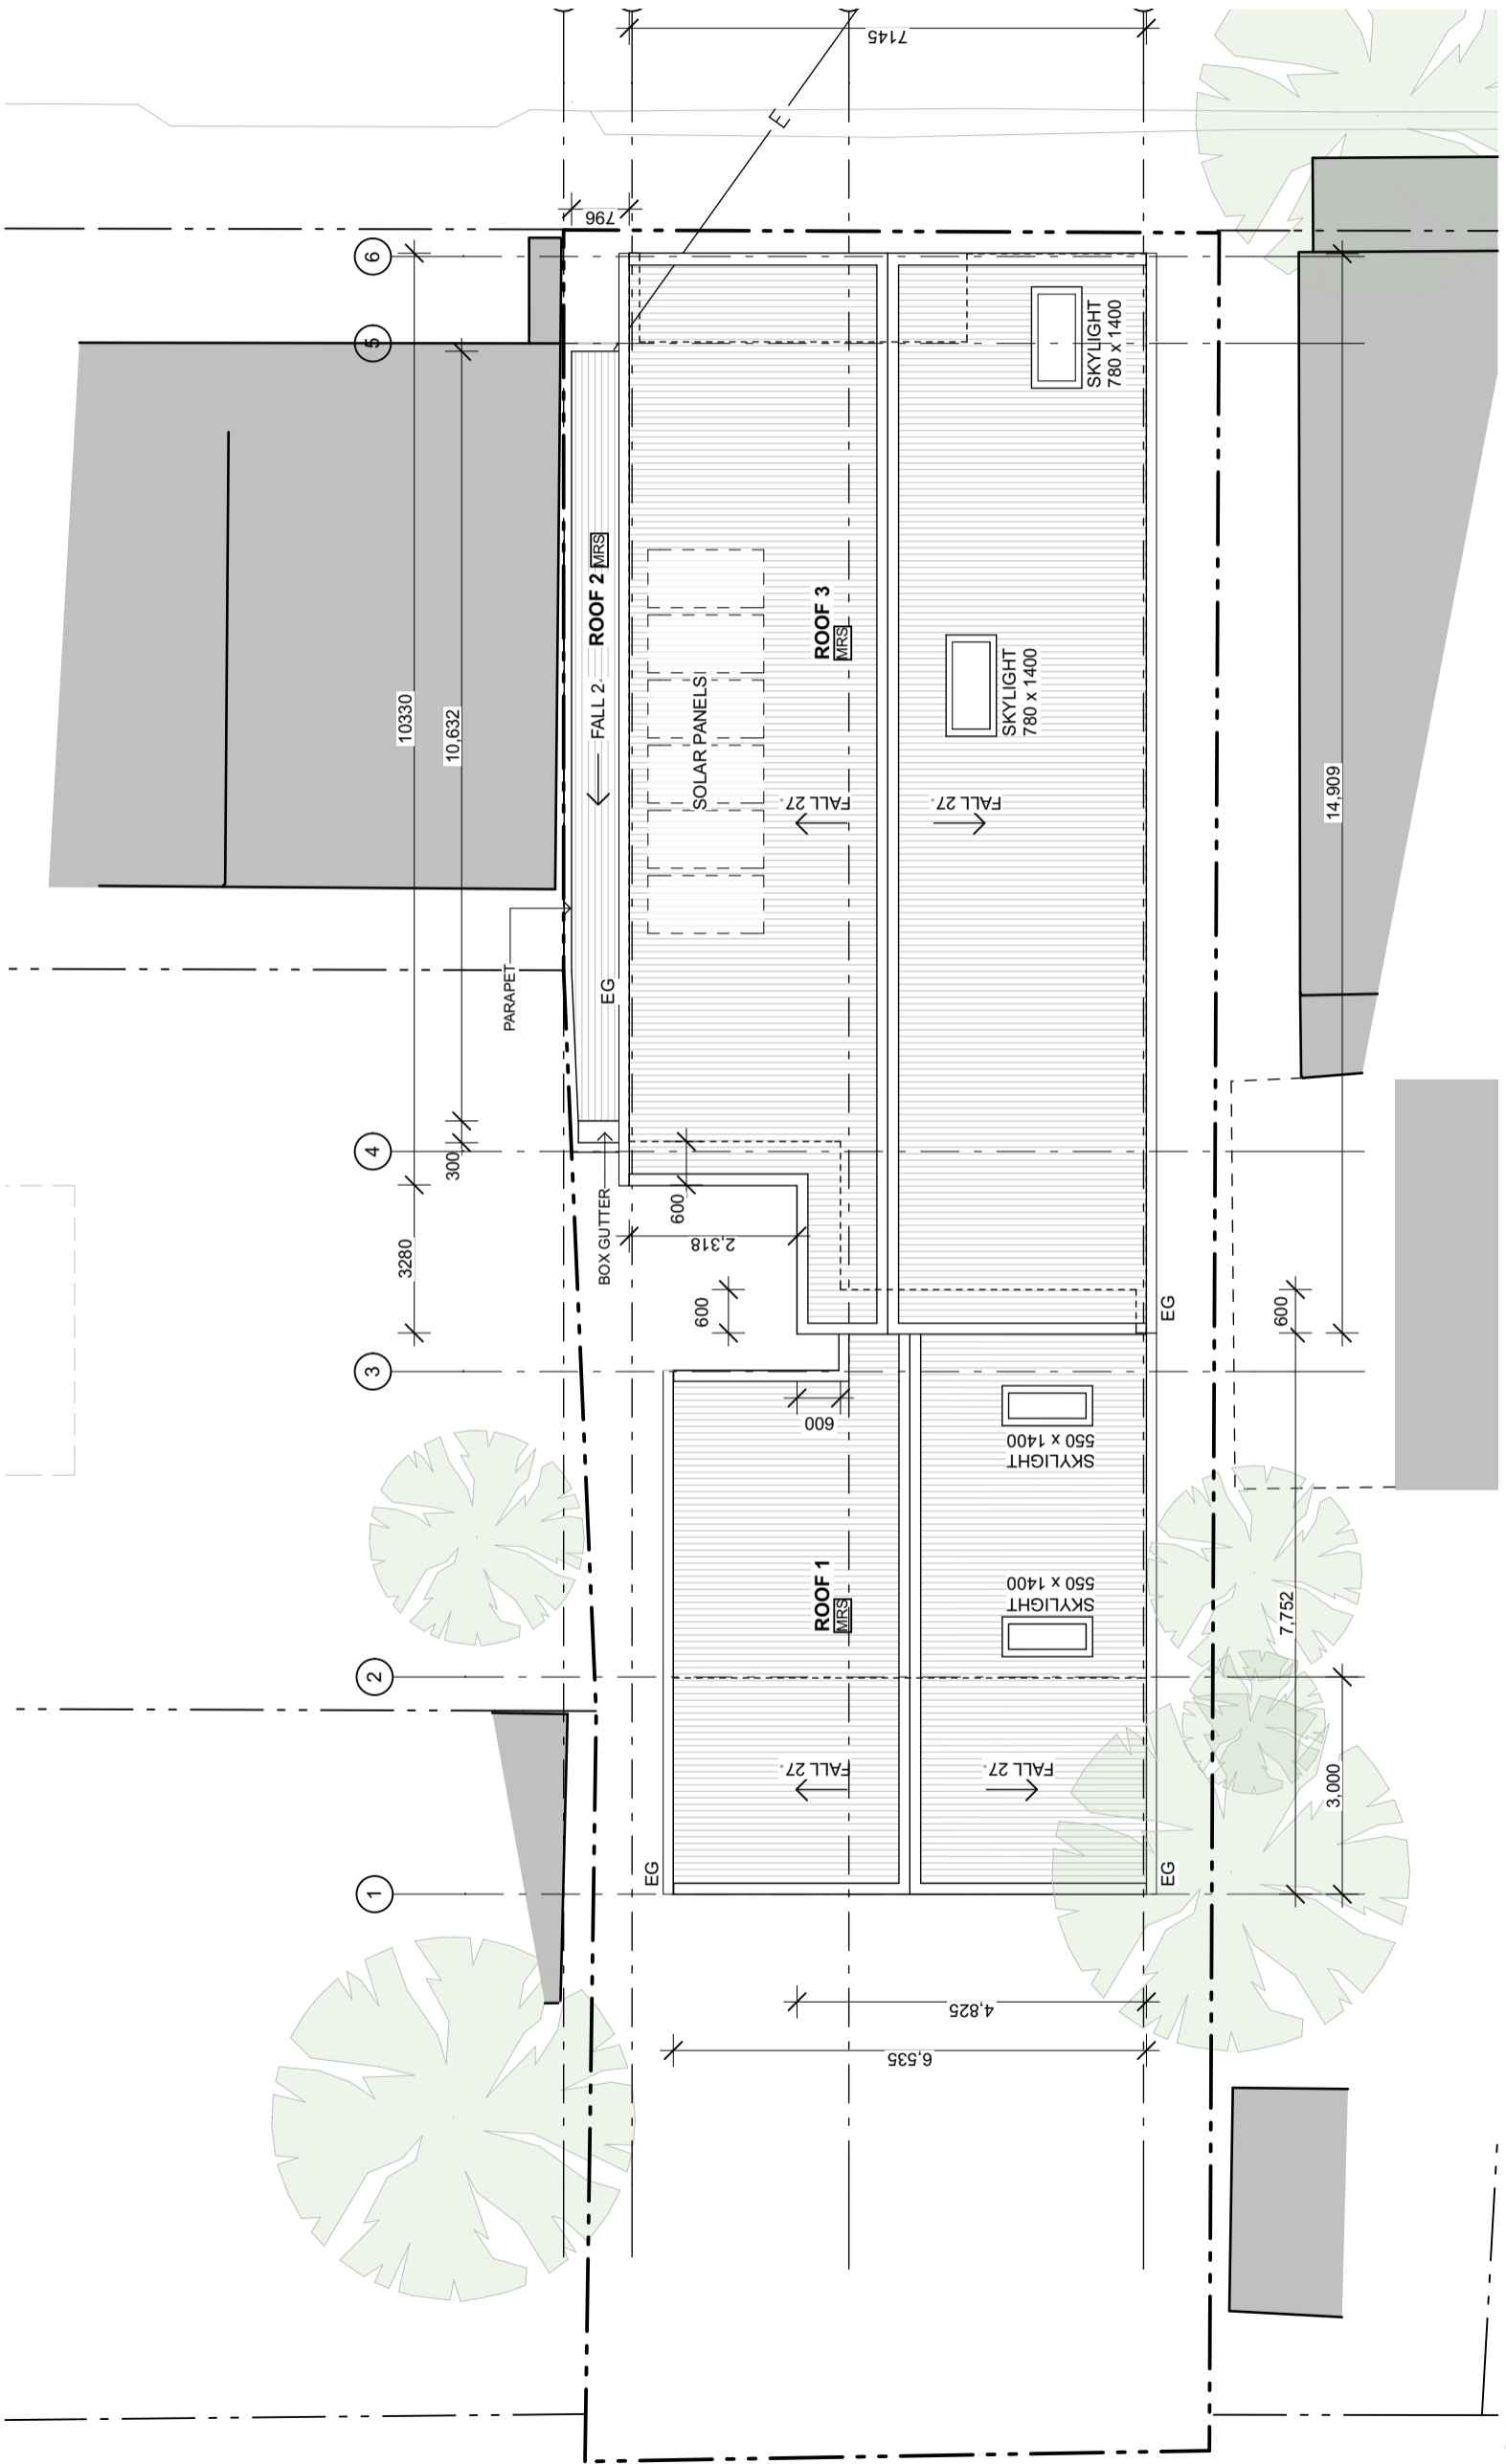 7145
E
796
6
5
SKYLIGHT
780 x 1400
ROOF 2
MRS
FALL 2°
ROOF 3
MRS
SKYLIGHT
780 x 1400
SOLAR PANELS
10330
10,632
FALL 27°
FALL 27°
14,909
PARAPET
EG
4
300
600
BOX GUTTER
2,318
3280
600
EG
600
3
600
SKYLIGHT
550 x 1400
ROOF 1
MRS
SKYLIGHT
550 x 1400
7,752
2
FALL 27°
FALL 27°
3,000
1
EG
EG
4,825
6,535